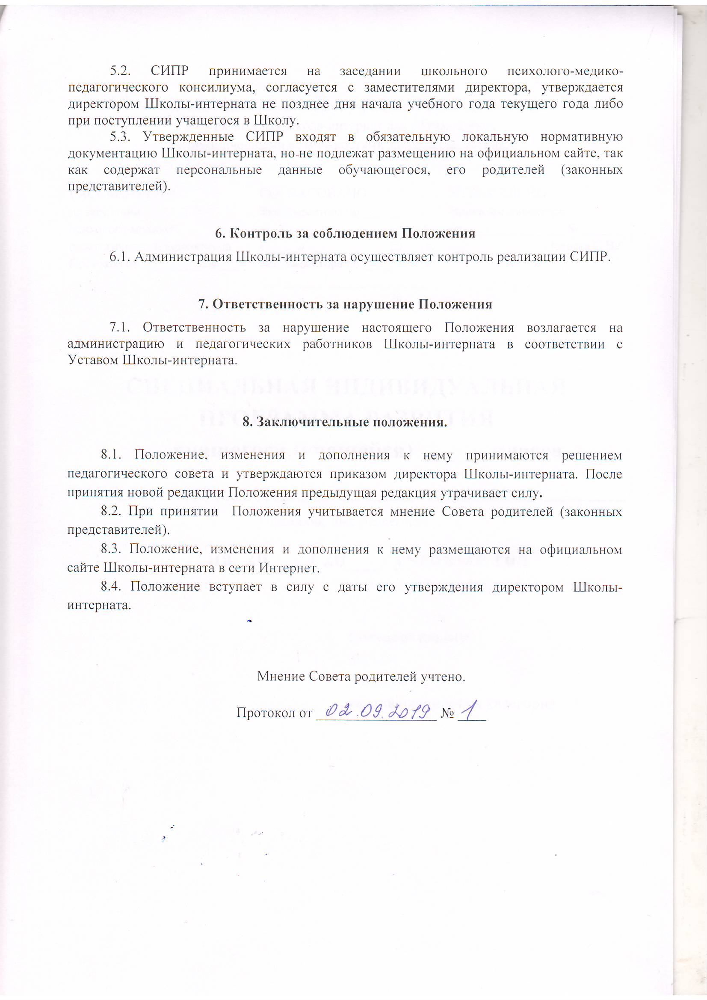 5.2. СИПР принимается на заседании школьного психолого-медико-
педагогического консилиума, согласуется с заместителями директора, утверждается
директором Школы-интерната не позднее дня начала учебного года текущего года либо
при поступлении учащегося в Школу.
5.3. Утвержденные СИПР входят в обязательную локальную нормативную
документацию Школы-интерната, но не подлежат размещению на официальном сайте, так
как содержат персональные данные обучающегося, его родителей (законных
представителей).
6. Контроль за соблюдением Положения
6.1. Администрация Школы-интерната осуществляет контроль реализации СИПР.
7. Ответственность за нарушение Положения
7.1. Ответственность за нарушение настоящего Положения возлагается на
администрацию и педагогических работников Школы-интерната в соответствии с
Уставом Школы-интерната.
8. Заключительные положения.
8.1. Положение, изменения и дополнения к нему принимаются решением
педагогического совета и утверждаются приказом директора Школы-интерната. После
принятия новой редакции Положения предыдущая редакция утрачивает силу.
8.2. При принятии Положения учитывается мнение Совета родителей (законных
представителей).
8.3. Положение, изменения и дополнения к нему размещаются на официальном
сайте Школы-интерната в сети Интернет.
8.4. Положение вступает в силу с даты его утверждения директором Школы-
интерната.
Мнение Совета родителей учтено.
Протокол от 02.09.2019 № 1